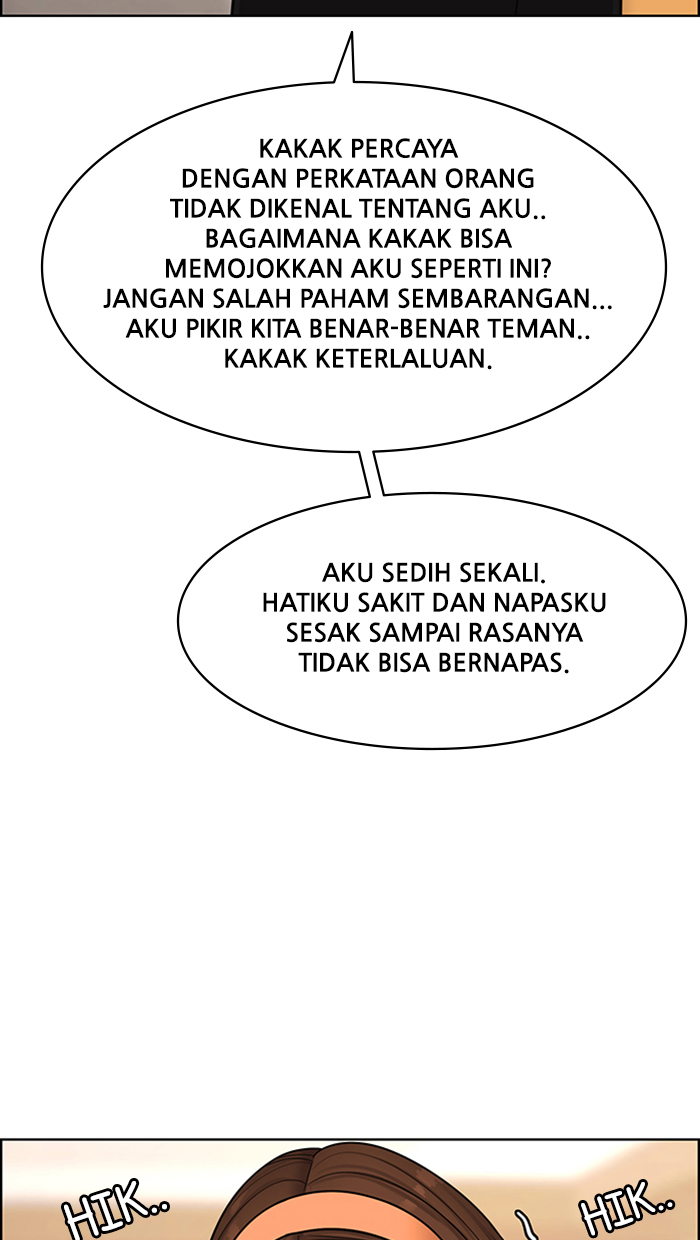 KAKAK PERCAYA
DENGAN PERKATAAN ORANG
TIDAK DIKENAL TENTANG AKU..
BAGAIMANA KAKAK BISA
MEMOJOKKAN AKU SEPERTI INI?
JANGAN SALAH PAHAM SEMBARANGAN...
AKU PIKIR KITA BENAR-BENAR TEMAN..
KAKAK KETERLALUAN.
AKU SEDIH SEKALI.
HATIKU SAKIT DAN NAPASKU
SESAK SAMPAI RASANYA
TIDAK BISA BERNAPAS.
HIK..
HIK..